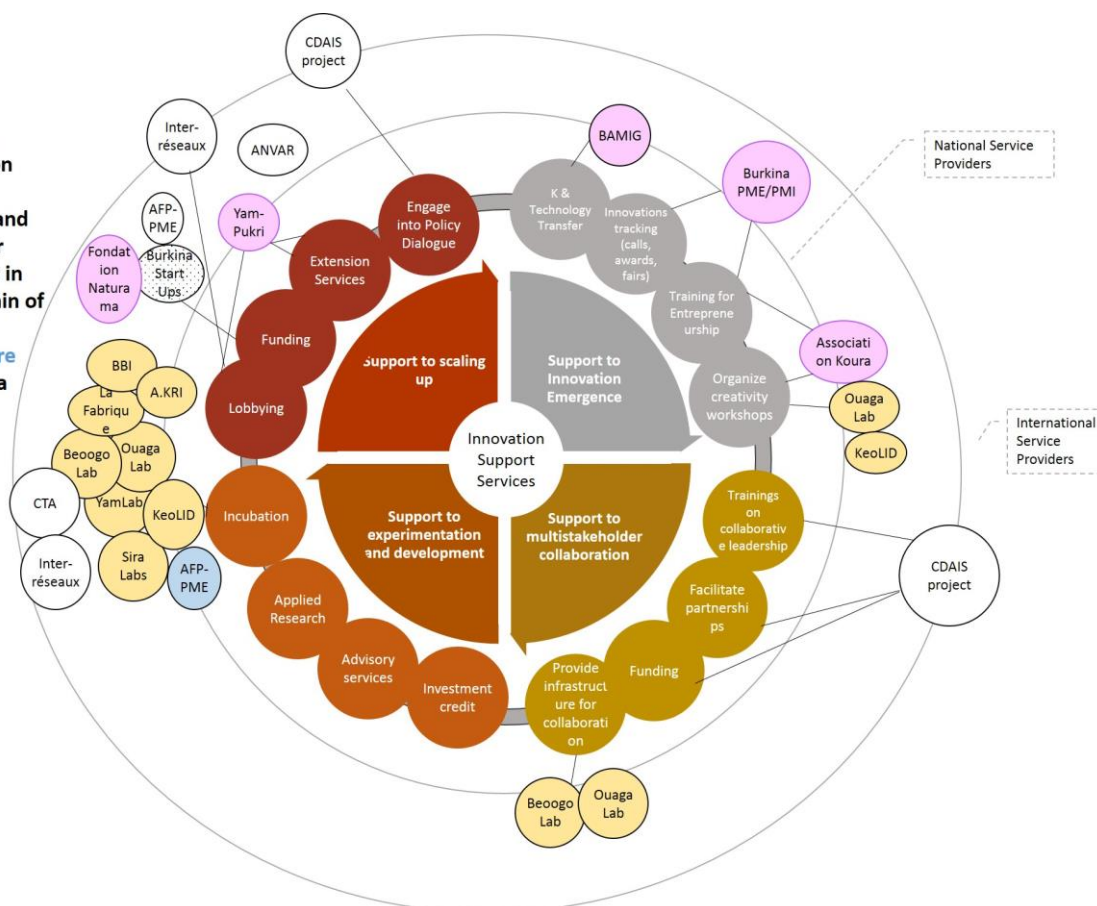 on
and
r
in
in of
re
a
CDAIS
project
Inter-
réseaux
ANVAR
AFP-
PME
Yam-
Pukri
Fondat
ion
Natura
ma
Burkina
Start
Ups
BBI
La
Fabriqu
e
A.KRI
Beoogo
Lab
Ouaga
Lab
YamLab
KeoLID
CTA
Inter-
réseaux
Sira
Labs
AFP-
PME
Engage
into Policy
Dialogue
Extension
Services
Funding
Lobbying
Incubation
Applied
Research
Advisory
services
Investment
credit
Support to scaling
up
Support to
Innovation
Emergence
Innovation
Support
Services
Support to
experimentation
and development
Support to
multistakeholder
collaboration
K &
Technology
Transfer
Innovations
tracking
(calls,
awards,
fairs)
Training for
Entreprene
urship
Organize
creativity
workshops
Trainings
on
collaborativ
e leadership
Facilitate
partnershi
ps
Funding
Provide
infrastruct
ure for
collaborati
on
BAMIG
Burkina
PME/PMI
Associati
on Koura
Ouaga
Lab
KeoLID
CDAIS
project
Beoogo
Lab
Ouaga
Lab
National Service
Providers
International
Service
Providers